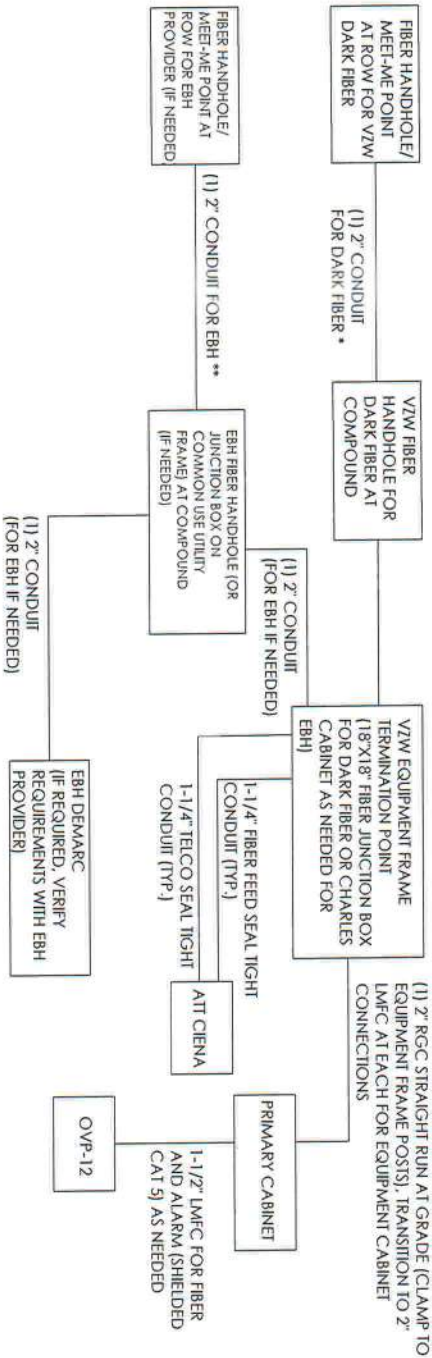 FIBER HANDHOLE/
MEET-ME POINT
AT ROW FOR VZW
DARK FIBER
(1) 2" CONDUIT
FOR DARK FIBER *
VZW FIBER
HANDHOLE FOR
DARK FIBER AT
COMPOUND
VZW EQUIPMENT FRAME
TERMINATION POINT
(18"X18" FIBER JUNCTION BOX
FOR DARK FIBER OR CHARLES
CABINET AS NEEDED FOR
EBH)
(1) 2" RGC STRAIGHT RUN AT GRADE (CLAMP TO
EQUIPMENT FRAME POSTS). TRANSITION TO 2"
LMFC AT EACH FOR EQUIPMENT CABINET
CONNECTIONS
FIBER HANDHOLE/
MEET-ME POINT AT
ROW FOR EBH
PROVIDER (IF NEEDED)
(1) 2" CONDUIT FOR EBH **
EBH FIBER HANDHOLE (OR
JUNCTION BOX ON
COMMON USE UTILITY
FRAME) AT COMPOUND
(IF NEEDED)
(1) 2" CONDUIT
(FOR EBH IF NEEDED)
1-1/4" FIBER FEED SEAL TIGHT
CONDUIT (TYP.)
1-1/4" TELCO SEAL TIGHT
CONDUIT (TYP.)
ATT CIENA
PRIMARY CABINET
1-1/2" LMFC FOR FIBER
AND ALARM (SHIELDED
CAT 5) AS NEEDED
OVP-12
(1) 2" CONDUIT
(FOR EBH IF NEEDED)
EBH DEMARC
(IF REQUIRED, VERIFY
REQUIREMENTS WITH EBH
PROVIDER)